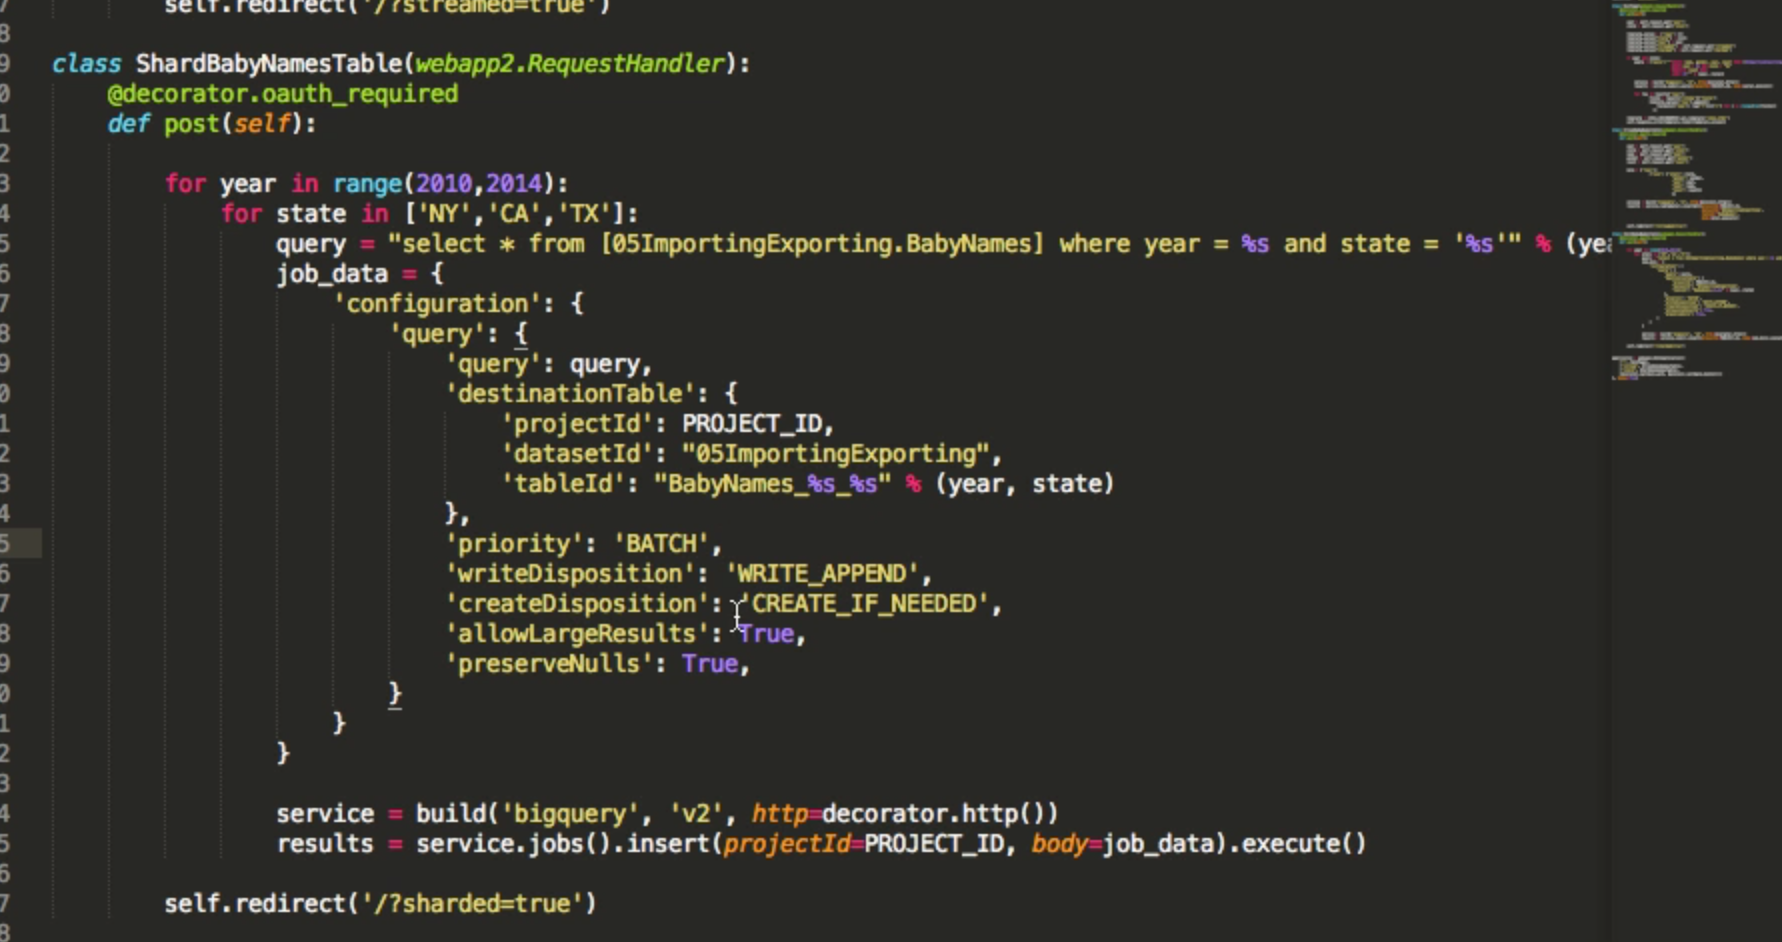 self.redirect('/?streamed=true')
class ShardBabyNamesTable(webapp2.RequestHandler):
@decorator.oauth_required
def post(self):
for year in range(2010,2014):
for state in ['NY','CA','TX']:
query = "select * from [05ImportingExporting.BabyNames] where year = %s and state = '%s'" % (yea
job_data = {
'configuration': {
'query': {
'query': query,
'destinationTable': {
'projectId': PROJECT_ID,
'datasetId': "05ImportingExporting",
'tableId': "BabyNames_%s_%s" % (year, state)
},
'priority': 'BATCH',
'writeDisposition': 'WRITE_APPEND',
'createDisposition': 'CREATE_IF_NEEDED',
'allowLargeResults': True,
'preserveNulls': True,
}
}
}
service = build('bigquery', 'v2', http=decorator.http())
results = service.jobs().insert(projectId=PROJECT_ID, body=job_data).execute()
self.redirect('/?sharded=true')